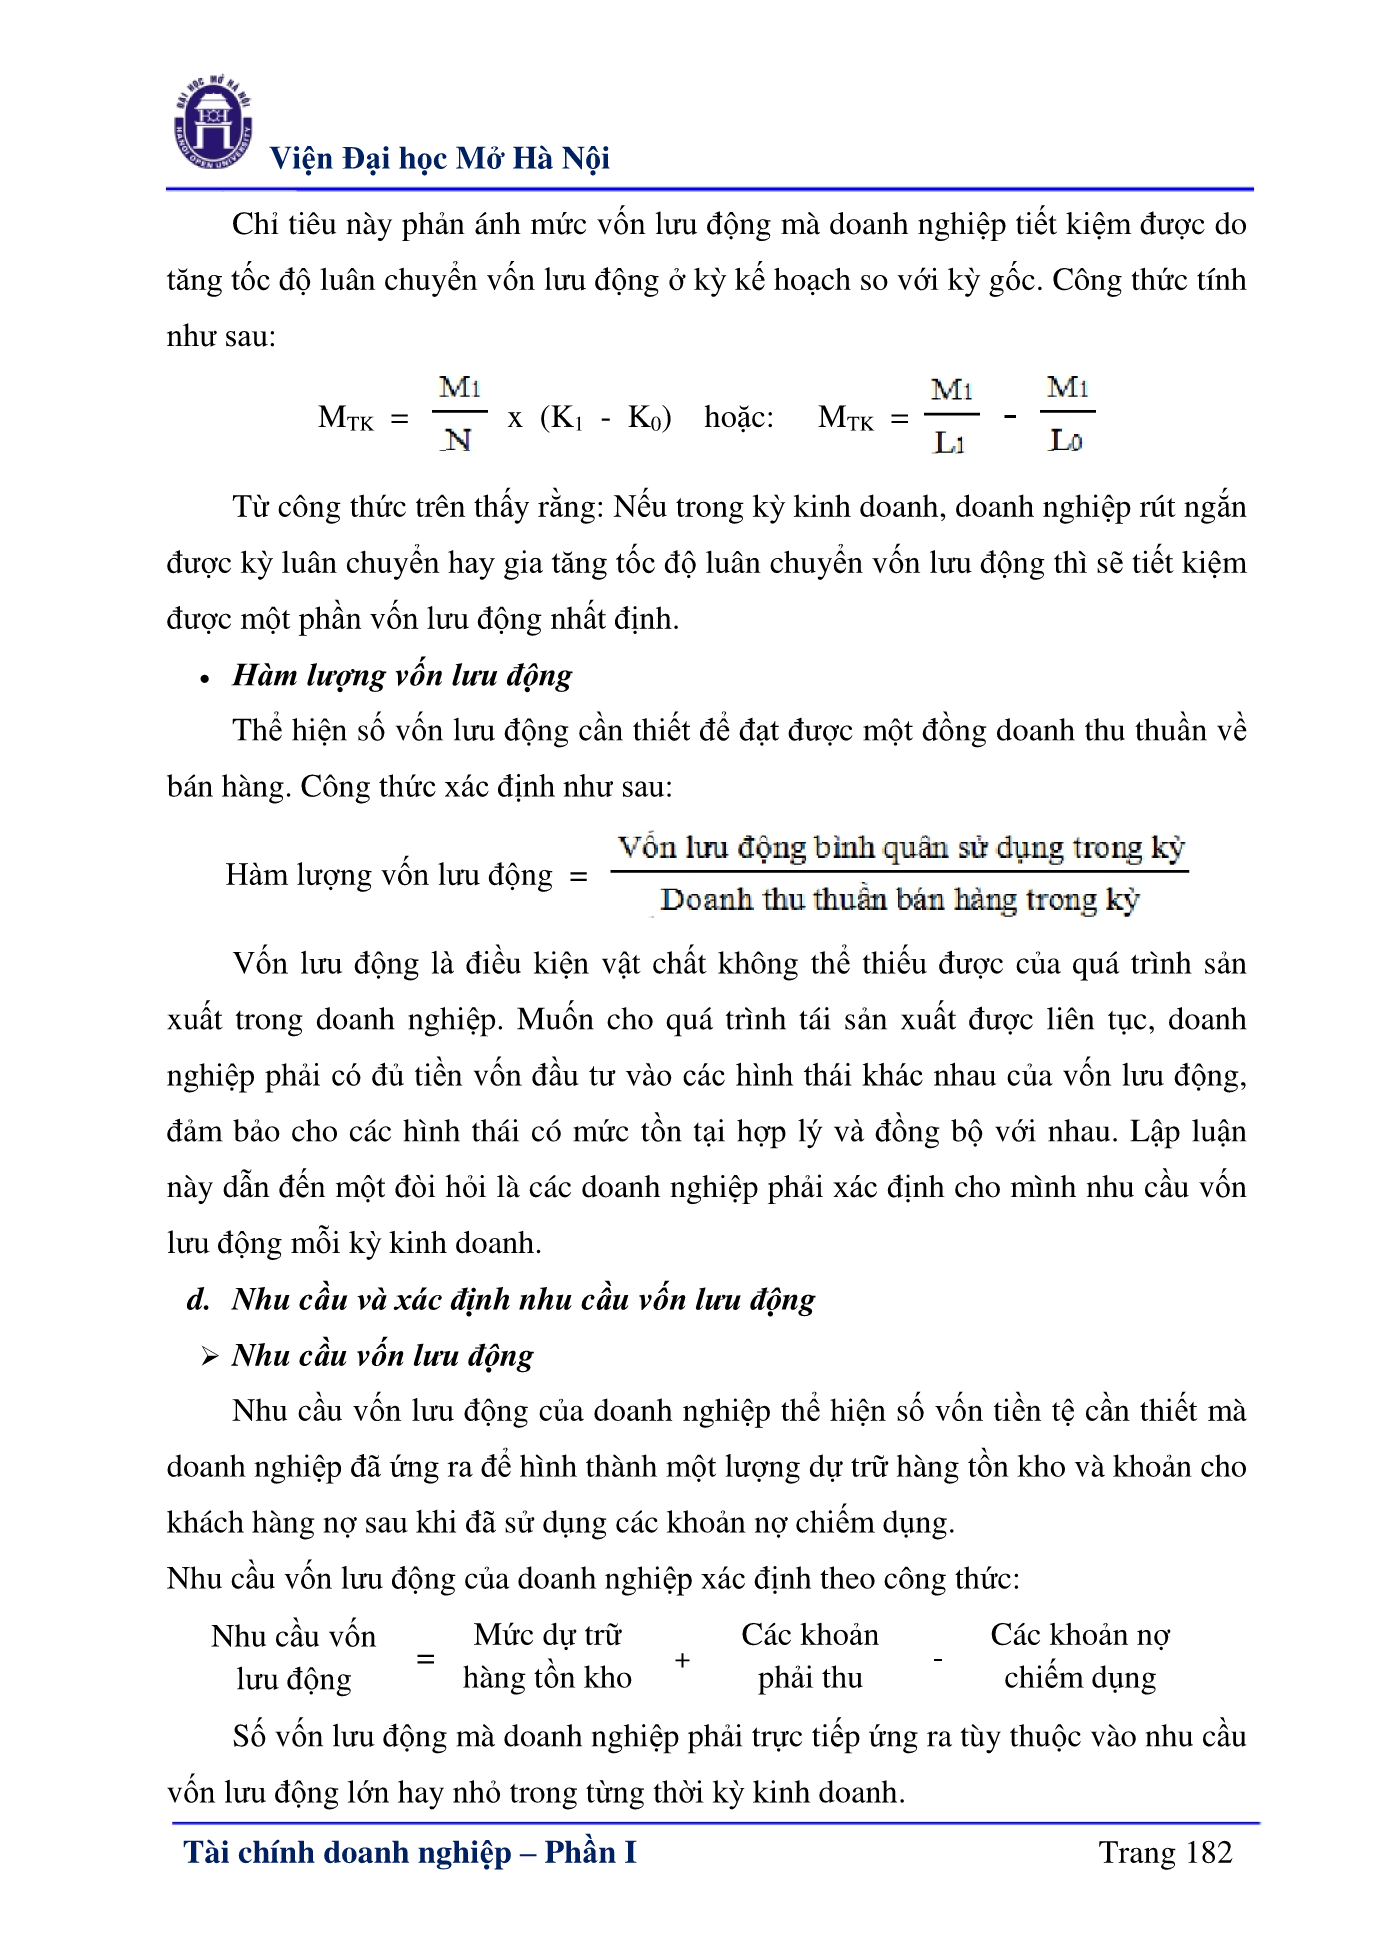 ĐẠI HỌC MỞ HÀ NỘI
HANOI OPEN UNIVERSITY
Viện Đại học Mở Hà Nội
Chỉ tiêu này phản ánh mức vốn lưu động mà doanh nghiệp tiết kiệm được do
tăng tốc độ luân chuyển vốn lưu động ở kỳ kế hoạch so với kỳ gốc. Công thức tính
như sau:
M1 M1 M1
MTK = x (K1 - K0) hoặc: MTK = -
N L1 L0
Từ công thức trên thấy rằng: Nếu trong kỳ kinh doanh, doanh nghiệp rút ngắn
được kỳ luân chuyển hay gia tăng tốc độ luân chuyển vốn lưu động thì sẽ tiết kiệm
được một phần vốn lưu động nhất định.
• Hàm lượng vốn lưu động
Thể hiện số vốn lưu động cần thiết để đạt được một đồng doanh thu thuần về
bán hàng. Công thức xác định như sau:
Vốn lưu động bình quân sử dụng trong kỳ
Hàm lượng vốn lưu động =
Doanh thu thuần bán hàng trong kỳ
Vốn lưu động là điều kiện vật chất không thể thiếu được của quá trình sản
xuất trong doanh nghiệp. Muốn cho quá trình tái sản xuất được liên tục, doanh
nghiệp phải có đủ tiền vốn đầu tư vào các hình thái khác nhau của vốn lưu động,
đảm bảo cho các hình thái có mức tồn tại hợp lý và đồng bộ với nhau. Lập luận
này dẫn đến một đòi hỏi là các doanh nghiệp phải xác định cho mình nhu cầu vốn
lưu động mỗi kỳ kinh doanh.
d. Nhu cầu và xác định nhu cầu vốn lưu động
➢ Nhu cầu vốn lưu động
Nhu cầu vốn lưu động của doanh nghiệp thể hiện số vốn tiền tệ cần thiết mà
doanh nghiệp đã ứng ra để hình thành một lượng dự trữ hàng tồn kho và khoản cho
khách hàng nợ sau khi đã sử dụng các khoản nợ chiếm dụng.
Nhu cầu vốn lưu động của doanh nghiệp xác định theo công thức:
Nhu cầu vốn Mức dự trữ Các khoản Các khoản nợ
= + -
lưu động hàng tồn kho phải thu chiếm dụng
Số vốn lưu động mà doanh nghiệp phải trực tiếp ứng ra tùy thuộc vào nhu cầu
vốn lưu động lớn hay nhỏ trong từng thời kỳ kinh doanh.
Tài chính doanh nghiệp – Phần I Trang 182